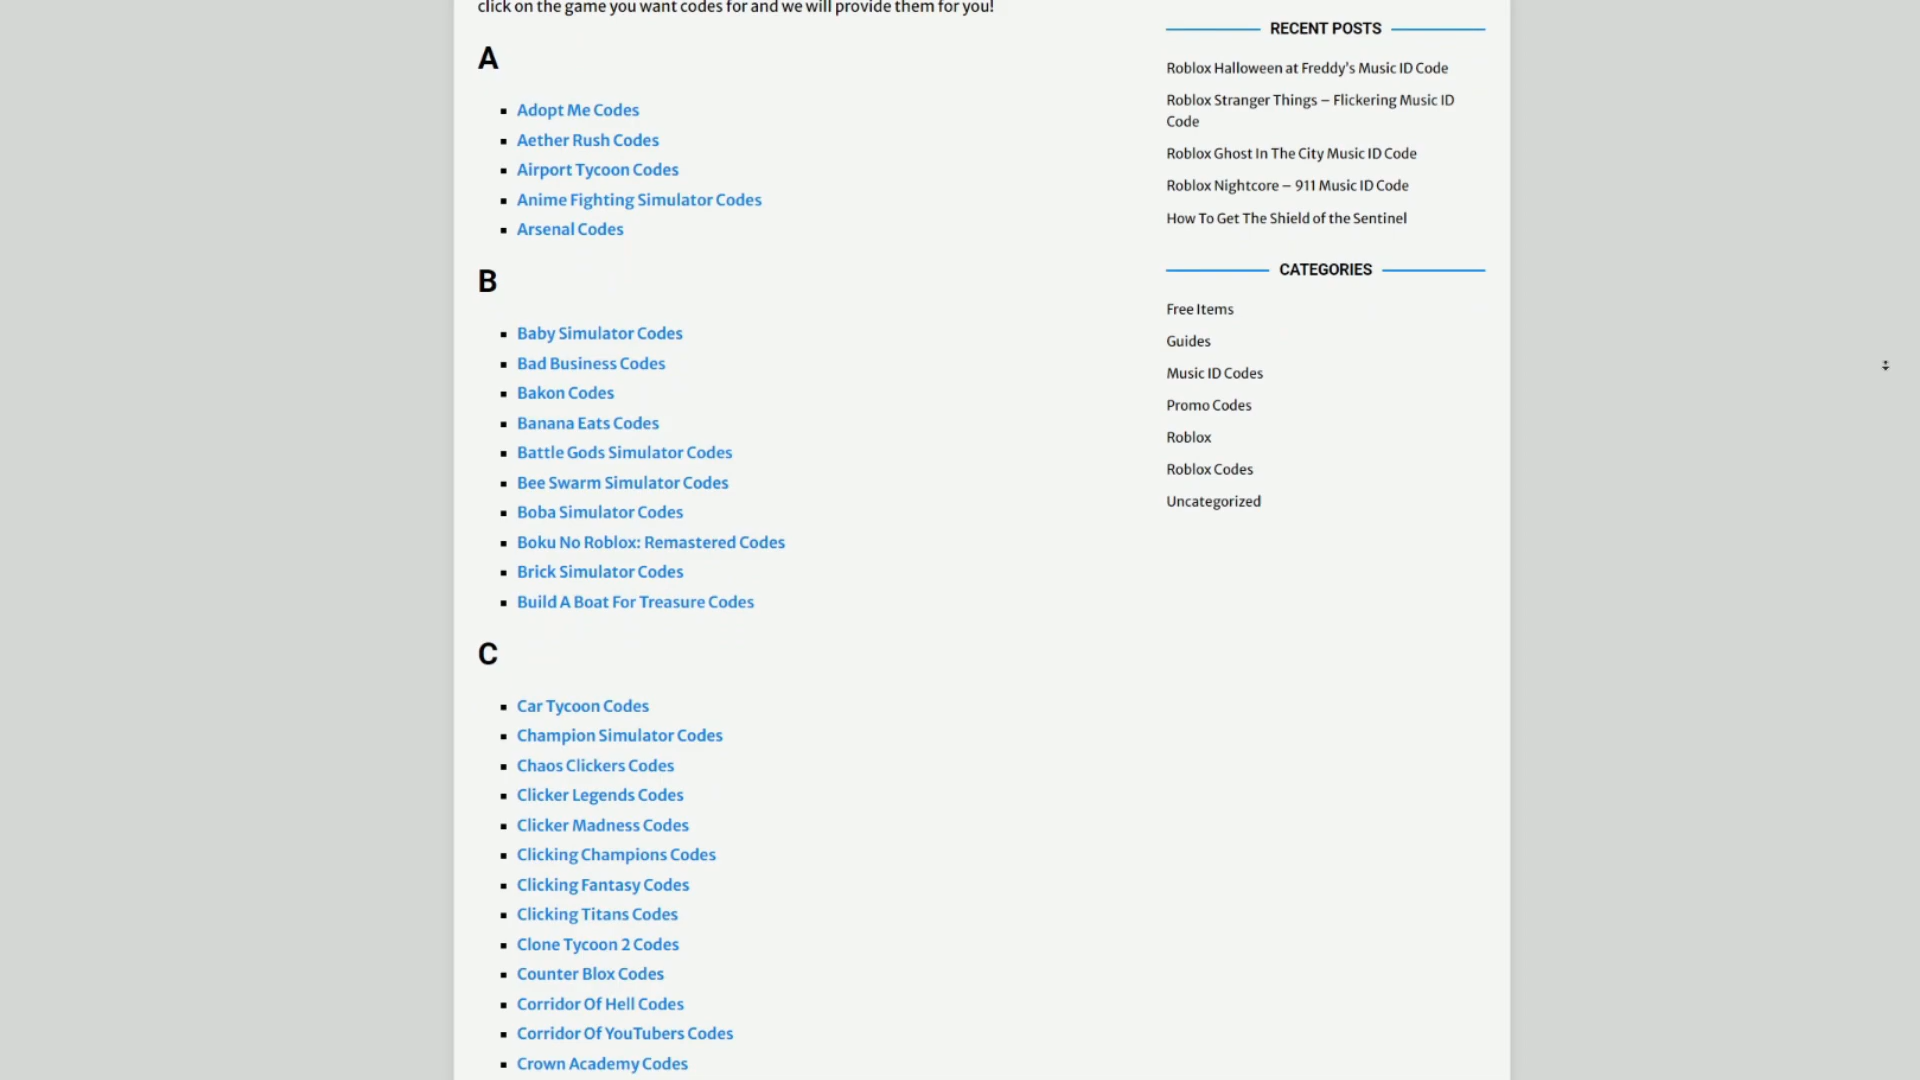 click on the game you want codes for and we will provide them for you!
A
Adopt Me Codes
Aether Rush Codes
Airport Tycoon Codes
Anime Fighting Simulator Codes
Arsenal Codes
B
Baby Simulator Codes
Bad Business Codes
Bakon Codes
Banana Eats Codes
Battle Gods Simulator Codes
Bee Swarm Simulator Codes
Boba Simulator Codes
Boku No Roblox: Remastered Codes
Brick Simulator Codes
Build A Boat For Treasure Codes
C
Car Tycoon Codes
Champion Simulator Codes
Chaos Clickers Codes
Clicker Legends Codes
Clicker Madness Codes
Clicking Champions Codes
Clicking Fantasy Codes
Clicking Titans Codes
Clone Tycoon 2 Codes
Counter Blox Codes
Corridor Of Hell Codes
Corridor Of YouTubers Codes
Crown Academy Codes
RECENT POSTS
Roblox Halloween at Freddy's Music ID Code
Roblox Stranger Things – Flickering Music ID
Code
Roblox Ghost In The City Music ID Code
Roblox Nightcore – 911 Music ID Code
How To Get The Shield of the Sentinel
CATEGORIES
Free Items
Guides
Music ID Codes
Promo Codes
Roblox
Roblox Codes
Uncategorized